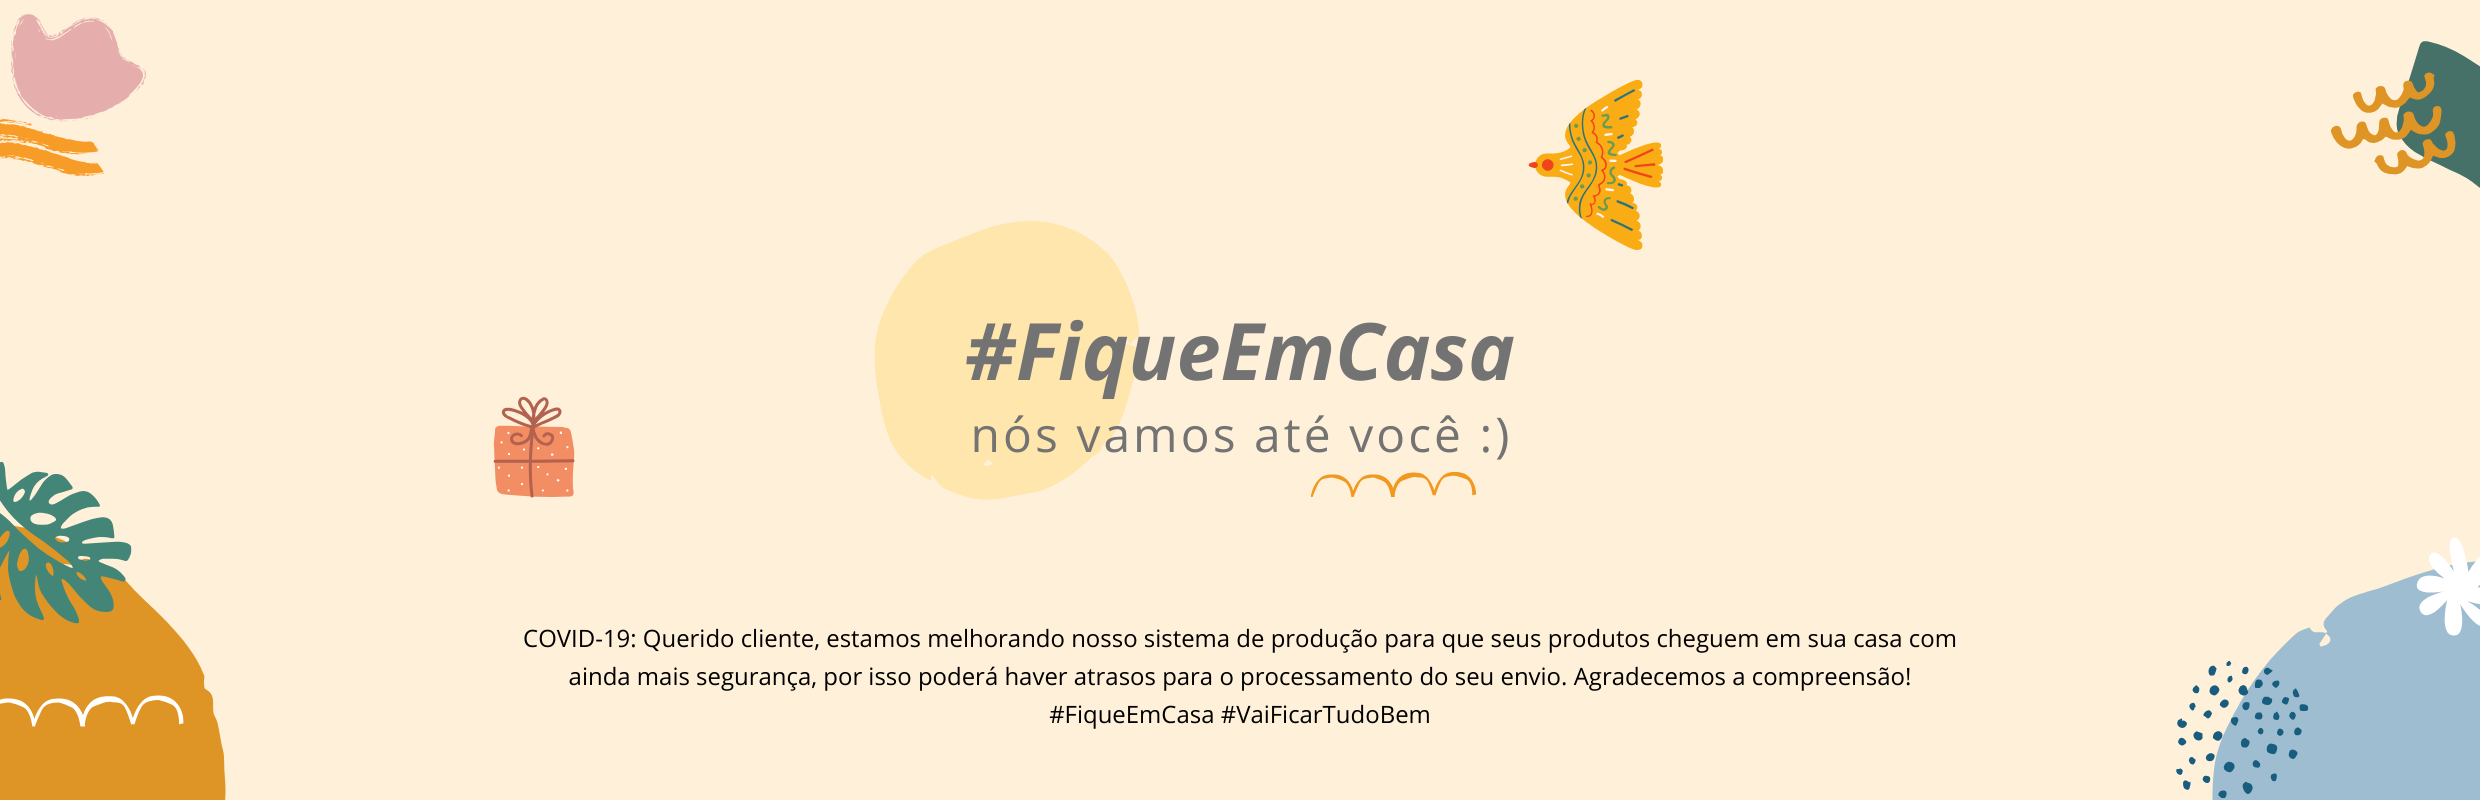 #FiqueEmCasa
nós vamos até você :)
COVID-19: Querido cliente, estamos melhorando nosso sistema de produção para que seus produtos cheguem em sua casa com
ainda mais segurança, por isso poderá haver atrasos para o processamento do seu envio. Agradecemos a compreensão!
#FiqueEmCasa #VaiFicarTudoBem